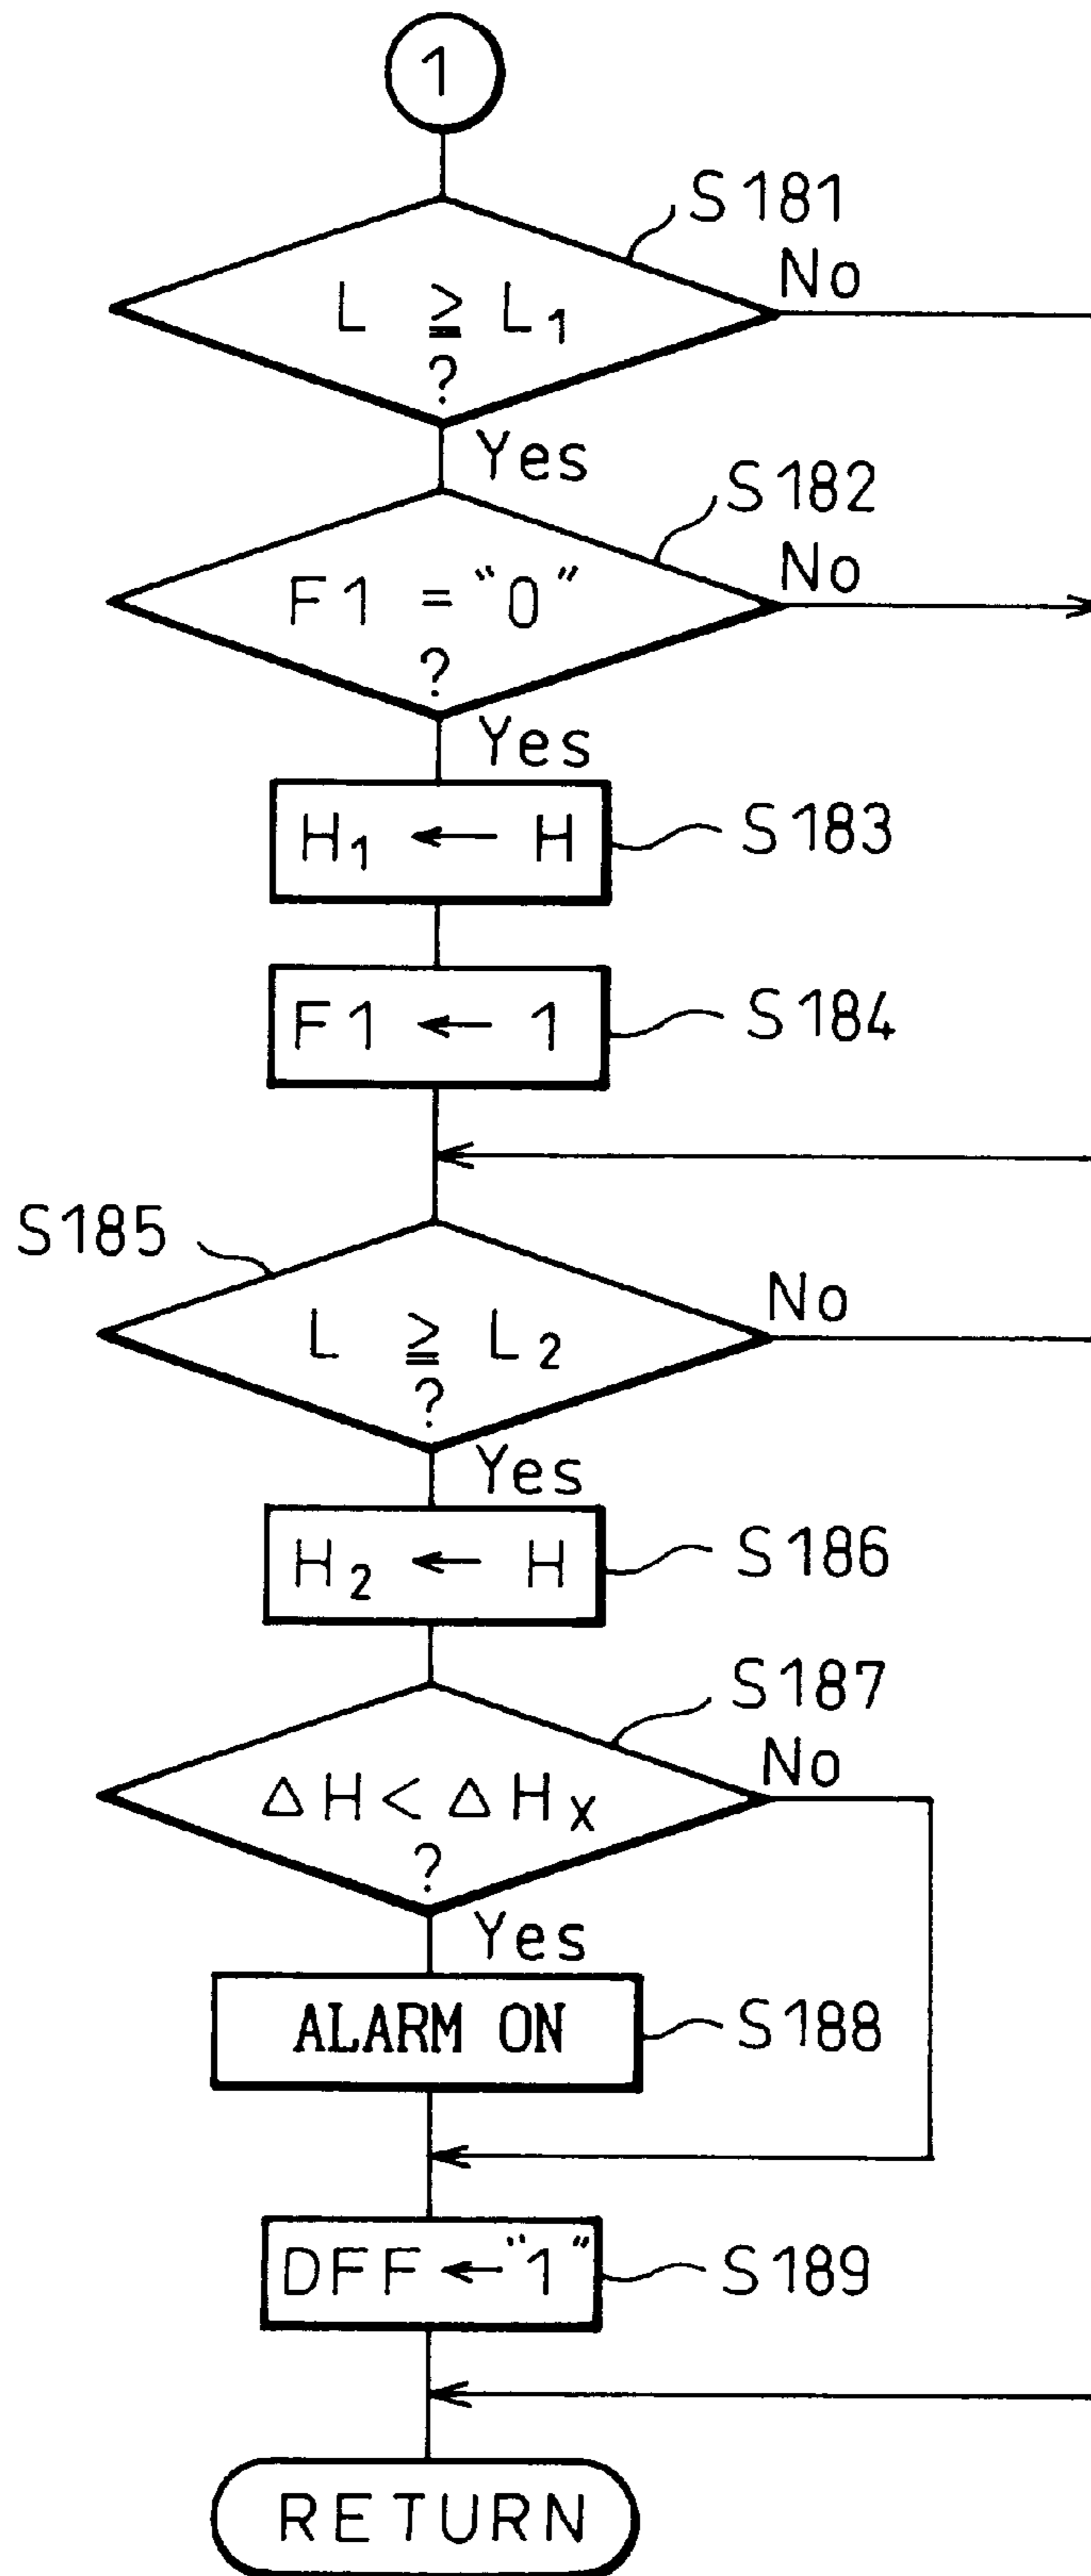 1
S181
L ≧ L₁
?
No
Yes
S182
F1 = "0"
?
No
Yes
H₁ ← H
S183
F1 ← 1
S184
S185
L ≧ L₂
?
No
Yes
H₂ ← H
S186
S187
ΔH < ΔHₓ
?
No
Yes
ALARM ON
S188
DFF ← "1"
S189
RETURN